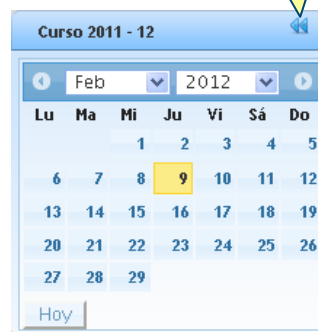 Curso 2011 - 12
Feb 2012
Lu Ma Mi Ju Vi Sá Do
1 2 3 4 5
6 7 8 9 10 11 12
13 14 15 16 17 18 19
20 21 22 23 24 25 26
27 28 29
Hoy